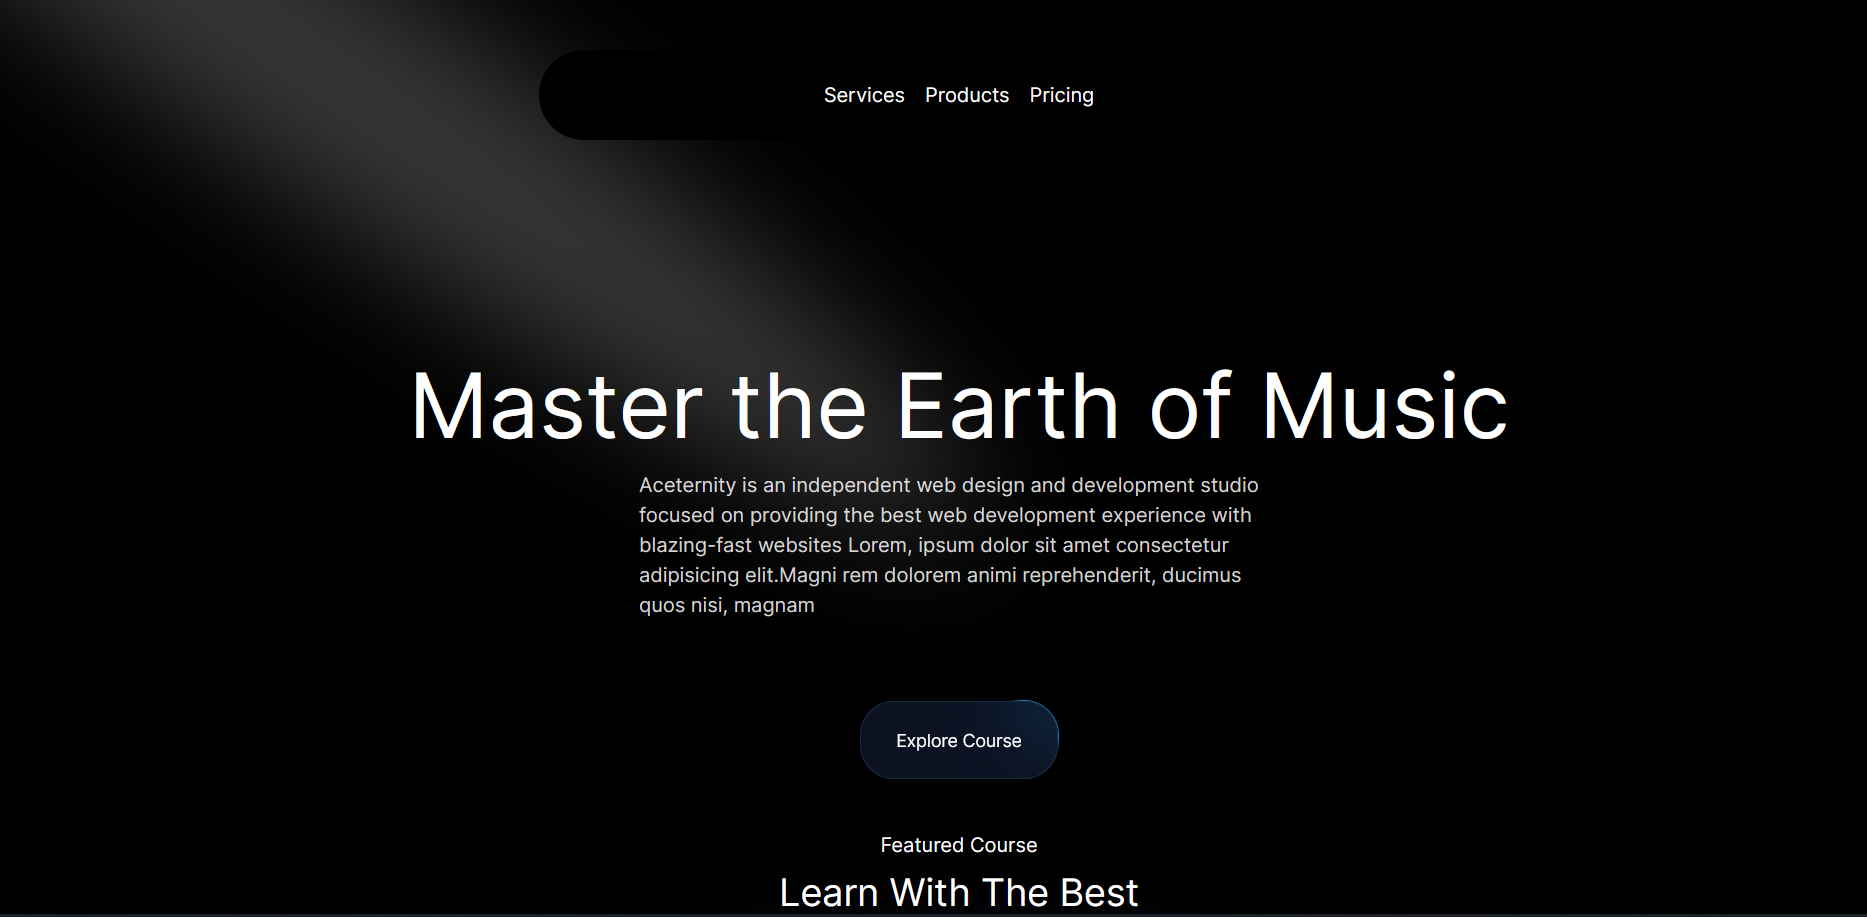 Services Products Pricing
Master the Earth of Music
Aceternity is an independent web design and development studio
focused on providing the best web development experience with
blazing-fast websites Lorem, ipsum dolor sit amet consectetur
adipisicing elit.Magni rem dolorem animi reprehenderit, ducimus
quos nisi, magnam
Explore Course
Featured Course
Learn With The Best